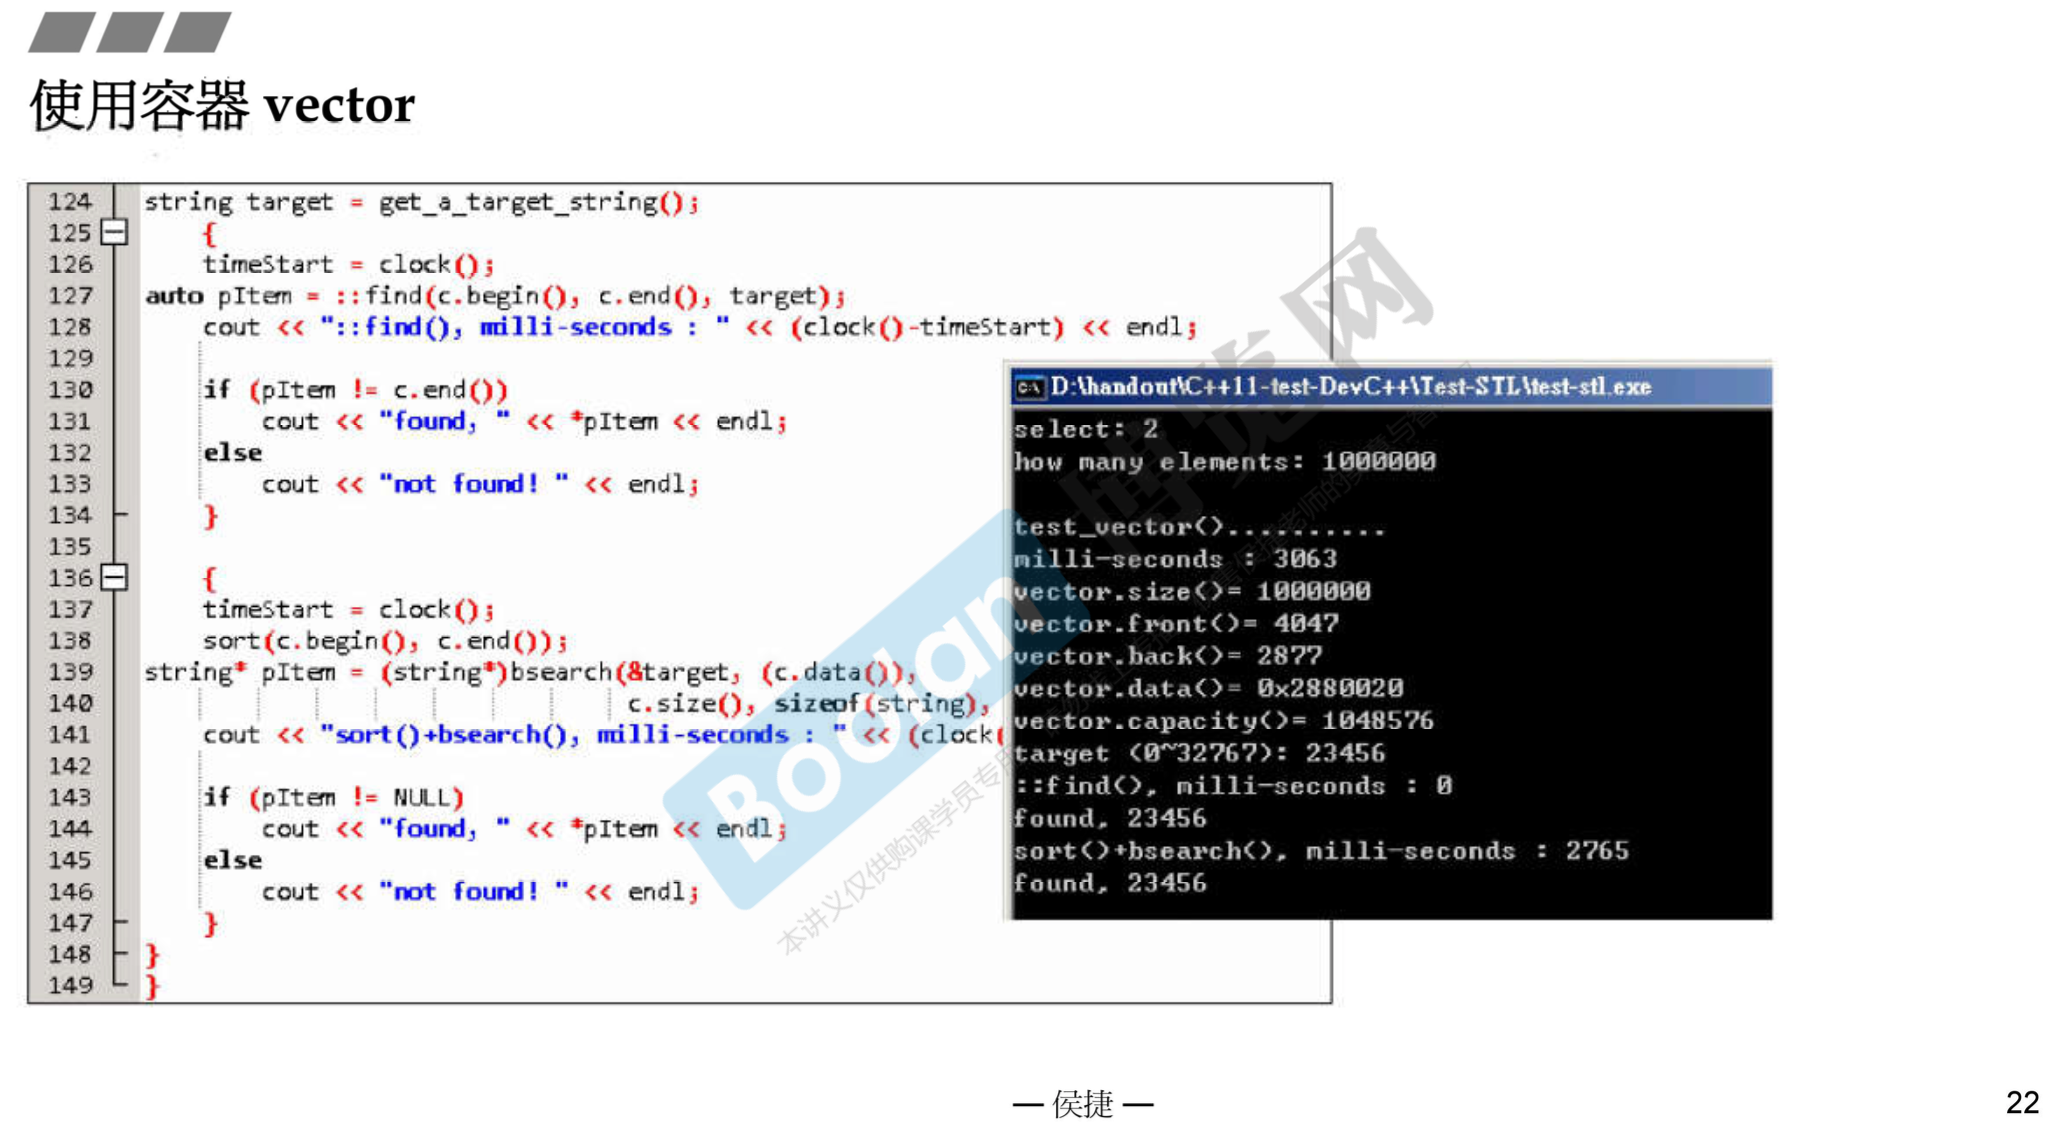 使用容器 vector
124 string target = get_a_target_string();
125 {
126 timeStart = clock();
127 auto pItem = ::find(c.begin(), c.end(), target);
128 cout << "::find(), milli-seconds : " << (clock()-timeStart) << endl;
129
130 if (pItem != c.end())
131 cout << "found, " << *pItem << endl;
132 else
133 cout << "not found! " << endl;
134 }
135
136 {
137 timeStart = clock();
138 sort(c.begin(), c.end());
139 string* pItem = (string*)bsearch(&target, (c.data()),
140 c.size(), sizeof(string),
141 cout << "sort()+bsearch(), milli-seconds : " << (clock(
142
143 if (pItem != NULL)
144 cout << "found, " << *pItem << endl;
145 else
146 cout << "not found! " << endl;
147 }
148 }
149 }
D:\handout\C++11-test-DevC++\Test-STL\test-stl.exe
select: 2
how many elements: 1000000
test_vector()..........
milli-seconds : 3063
vector.size()= 1000000
vector.front()= 4047
vector.back()= 2877
vector.data()= 0x2880020
vector.capacity()= 1048576
target (0~32767): 23456
::find(), milli-seconds : 0
found, 23456
sort()+bsearch(), milli-seconds : 2765
found, 23456
Boolan
博览网
本讲义仅供购课学员专用
— 侯捷 —
22